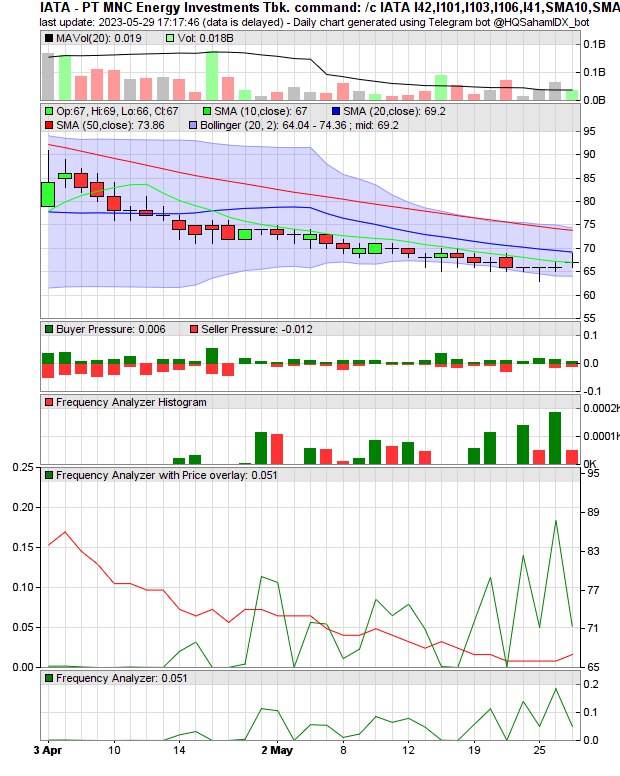 IATA - PT MNC Energy Investments Tbk. command: /c IATA I42,I101,I103,I106,I41,SMA10,SMA
last update: 2023-05-29 17:17:46 (data is delayed) - Daily chart generated using Telegram bot @HQSahamIDX_bot
MAVol(20): 0.019 Vol: 0.018B
0.1B
0.1B
0.0B
Op:67, Hi:69, Lo:66, Cl:67 SMA (10,close): 67 SMA (20,close): 69.2
SMA (50,close): 73.86 Bollinger (20, 2): 64.04 - 74.36 ; mid: 69.2
95
90
85
80
75
70
65
60
55
Buyer Pressure: 0.006 Seller Pressure: -0.012
0.1
0.0
-0.1
Frequency Analyzer Histogram
0.0002K
0.0001K
0K
Frequency Analyzer with Price overlay: 0.051
0.25 95
0.20 89
0.15 83
0.10 77
0.05 71
0.00 65
Frequency Analyzer: 0.051
0.2
0.1
0.0
3 Apr 10 14 2 May 8 12 19 25